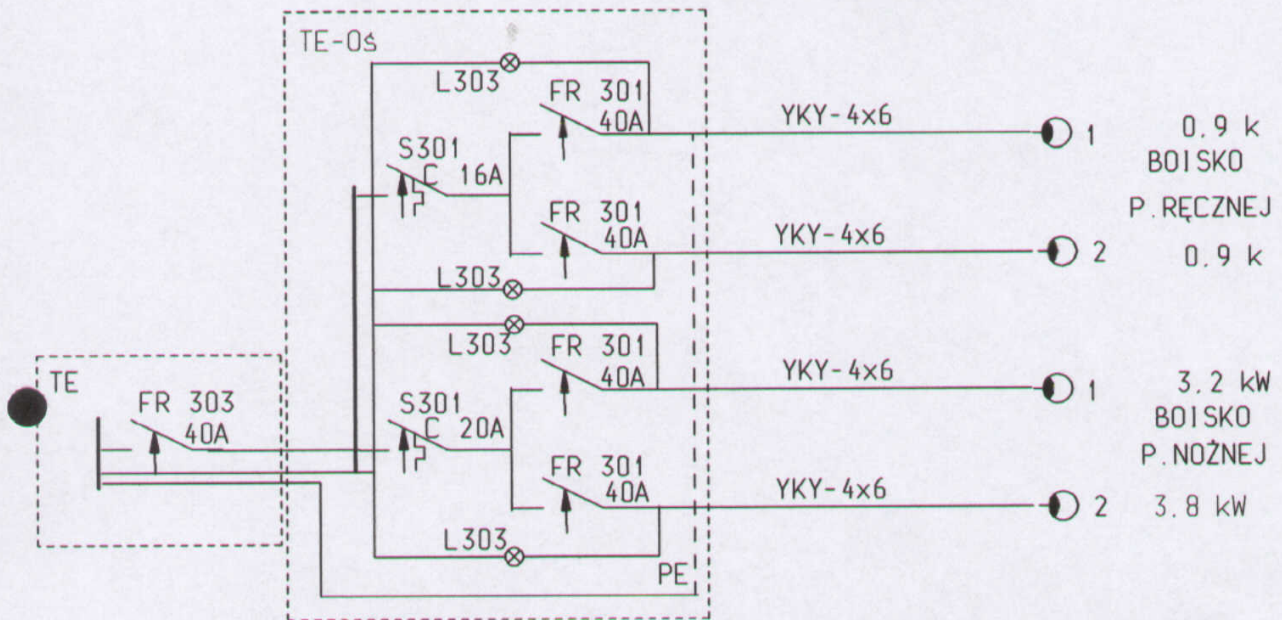 TE-Oś
L303
FR 301
40A
YKY-4x6
1
0.9 k
BOISKO
S301
C 16A
P.RĘCZNEJ
FR 301
40A
YKY-4x6
2
0.9 k
L303
L303
FR 301
40A
YKY-4x6
1
3.2 kW
BOISKO
TE
FR 303
40A
S301
C 20A
P.NOŻNEJ
FR 301
40A
YKY-4x6
2
3.8 kW
L303
PE